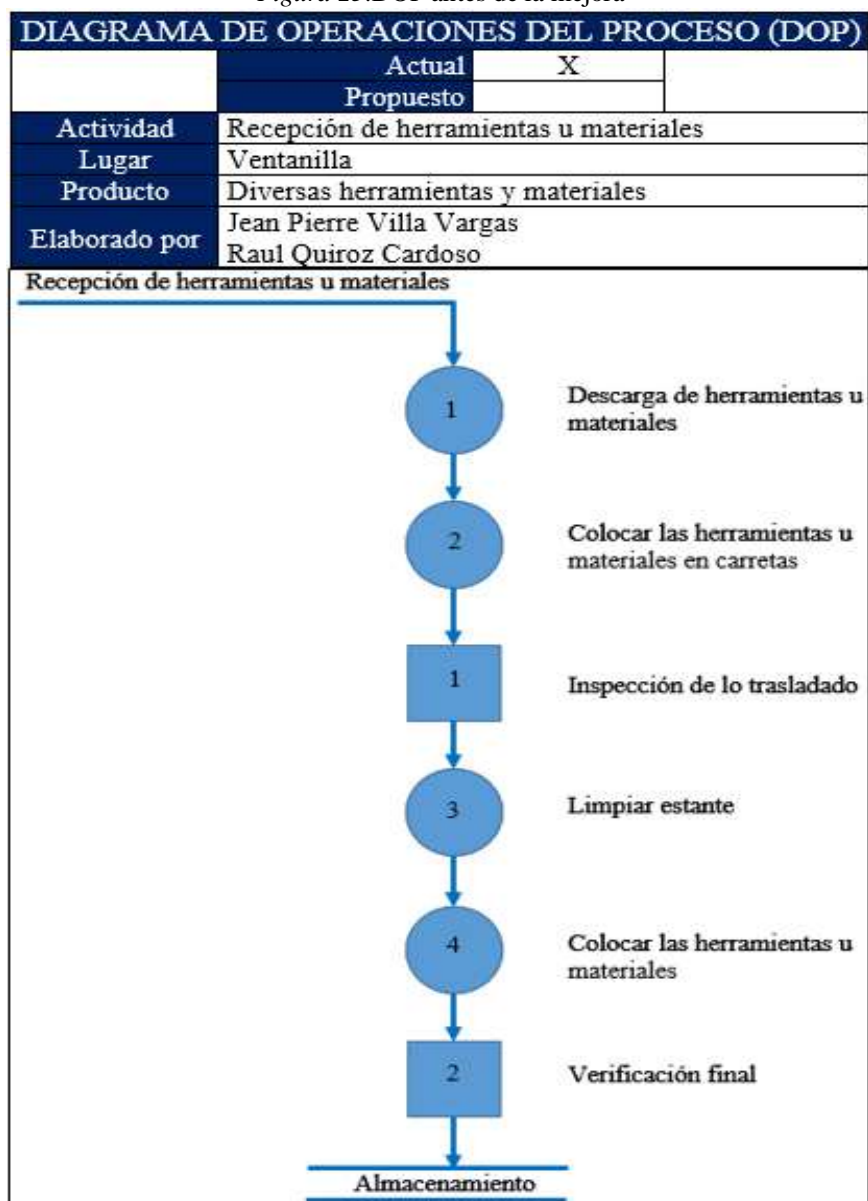 DIAGRAMA DE OPERACIONES DEL PROCESO (DOP)
Actual X
Propuesto
Actividad Recepción de herramientas u materiales
Lugar Ventanilla
Producto Diversas herramientas y materiales
Elaborado por Jean Pierre Villa Vargas
Raul Quiroz Cardoso
Recepción de herramientas u materiales
1 Descarga de herramientas u
materiales
2 Colocar las herramientas u
materiales en carretas
1 Inspección de lo trasladado
3 Limpiar estante
4 Colocar las herramientas u
materiales
2 Verificación final
Almacenamiento